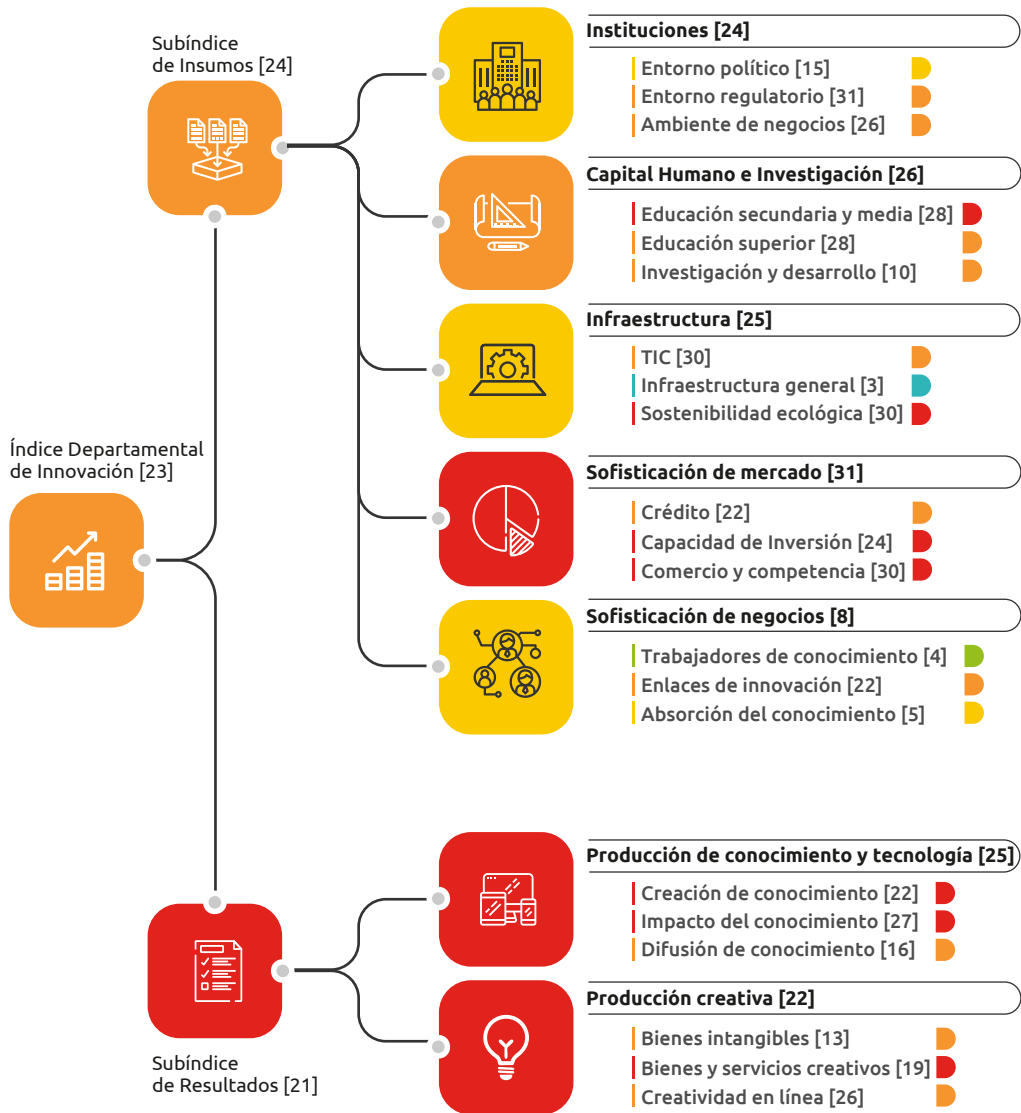 Índice Departamental
de Innovación [23]
Subíndice
de Insumos [24]
Instituciones [24]
Entorno político [15]
Entorno regulatorio [31]
Ambiente de negocios [26]
Capital Humano e Investigación [26]
Educación secundaria y media [28]
Educación superior [28]
Investigación y desarrollo [10]
Infraestructura [25]
TIC [30]
Infraestructura general [3]
Sostenibilidad ecológica [30]
Sofisticación de mercado [31]
Crédito [22]
Capacidad de Inversión [24]
Comercio y competencia [30]
Sofisticación de negocios [8]
Trabajadores de conocimiento [4]
Enlaces de innovación [22]
Absorción del conocimiento [5]
Subíndice
de Resultados [21]
Producción de conocimiento y tecnología [25]
Creación de conocimiento [22]
Impacto del conocimiento [27]
Difusión de conocimiento [16]
Producción creativa [22]
Bienes intangibles [13]
Bienes y servicios creativos [19]
Creatividad en línea [26]